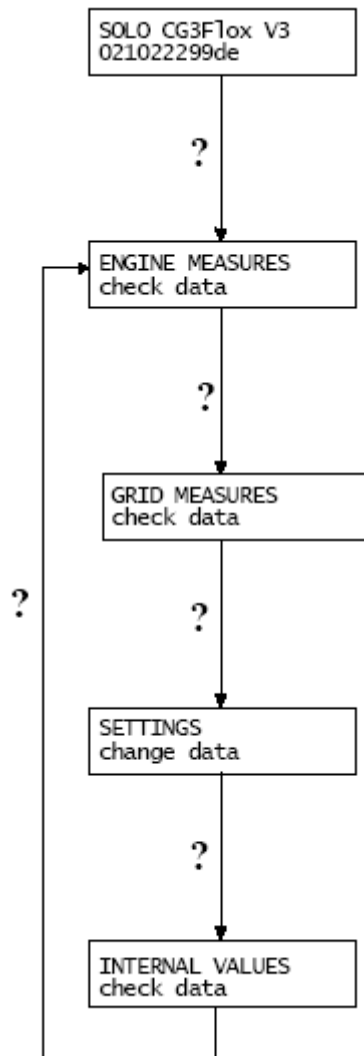 SOLO CG3Flox V3
021022299de
?
ENGINE MEASURES
check data
?
GRID MEASURES
check data
?
?
SETTINGS
change data
?
INTERNAL VALUES
check data